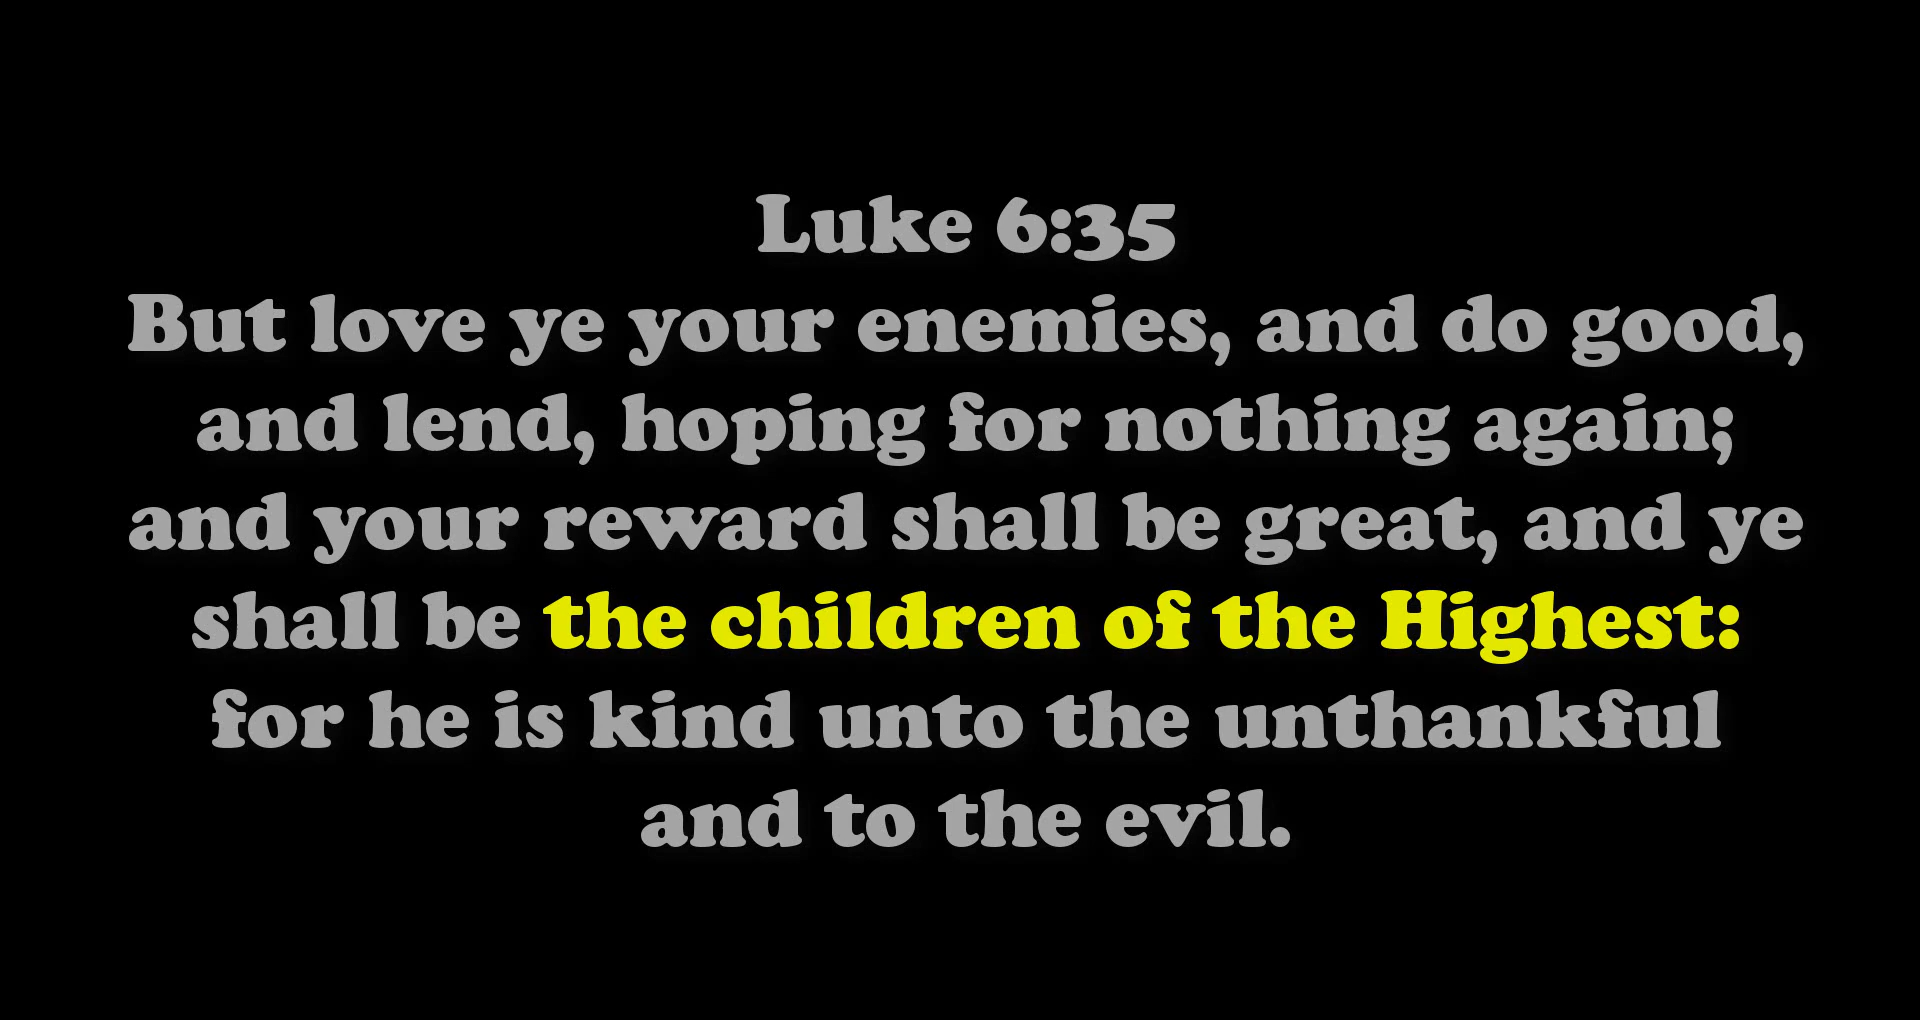 Luke 6:35
But love ye your enemies, and do good,
and lend, hoping for nothing again;
and your reward shall be great, and ye
shall be the children of the Highest:
for he is kind unto the unthankful
and to the evil.